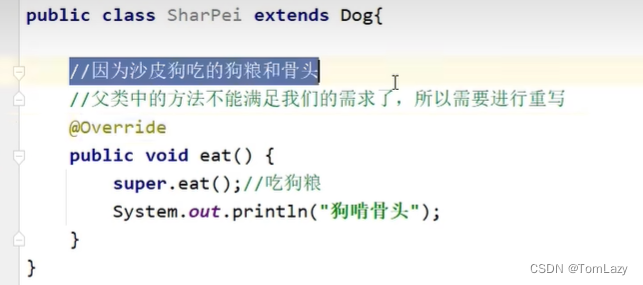 public class SharPei extends Dog{
//因为沙皮狗吃的狗粮和骨头
//父类中的方法不能满足我们的需求了，所以需要进行重写
@Override
public void eat() {
super.eat();//吃狗粮
System.out.println("狗啃骨头");
}
}
CSDN @TomLazy